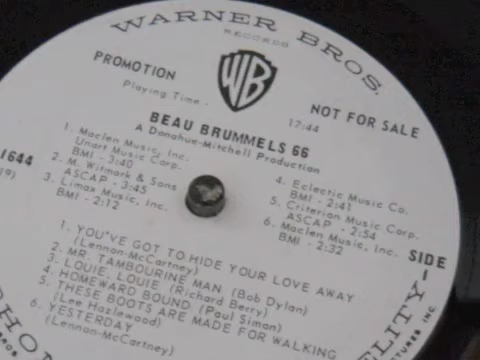 WARNER BROS.
RECORDS
PROMOTION
WB
NOT FOR SALE
Playing Time - 17:44
BEAU BRUMMELS 66
A Donahue-Mitchell Production
1644
1. Maclen Music, Inc.
Unart Music Corp.
BMI - 3:40
2. M. Witmark & Sons
ASCAP - 3:45
3. Limax Music, Inc.
BMI - 2:12
4. Eclectic Music Co.
BMI - 2:41
5. Criterion Music Corp.
ASCAP - 2:54
6. Maclen Music, Inc.
BMI - 2:32
SIDE
1
1. YOU'VE GOT TO HIDE YOUR LOVE AWAY
(Lennon-McCartney)
2. MR. TAMBOURINE MAN (Bob Dylan)
3. LOUIE, LOUIE (Richard Berry)
4. HOMEWARD BOUND (Paul Simon)
5. THESE BOOTS ARE MADE FOR WALKING
(Lee Hazlewood)
6. YESTERDAY
(Lennon-McCartney)